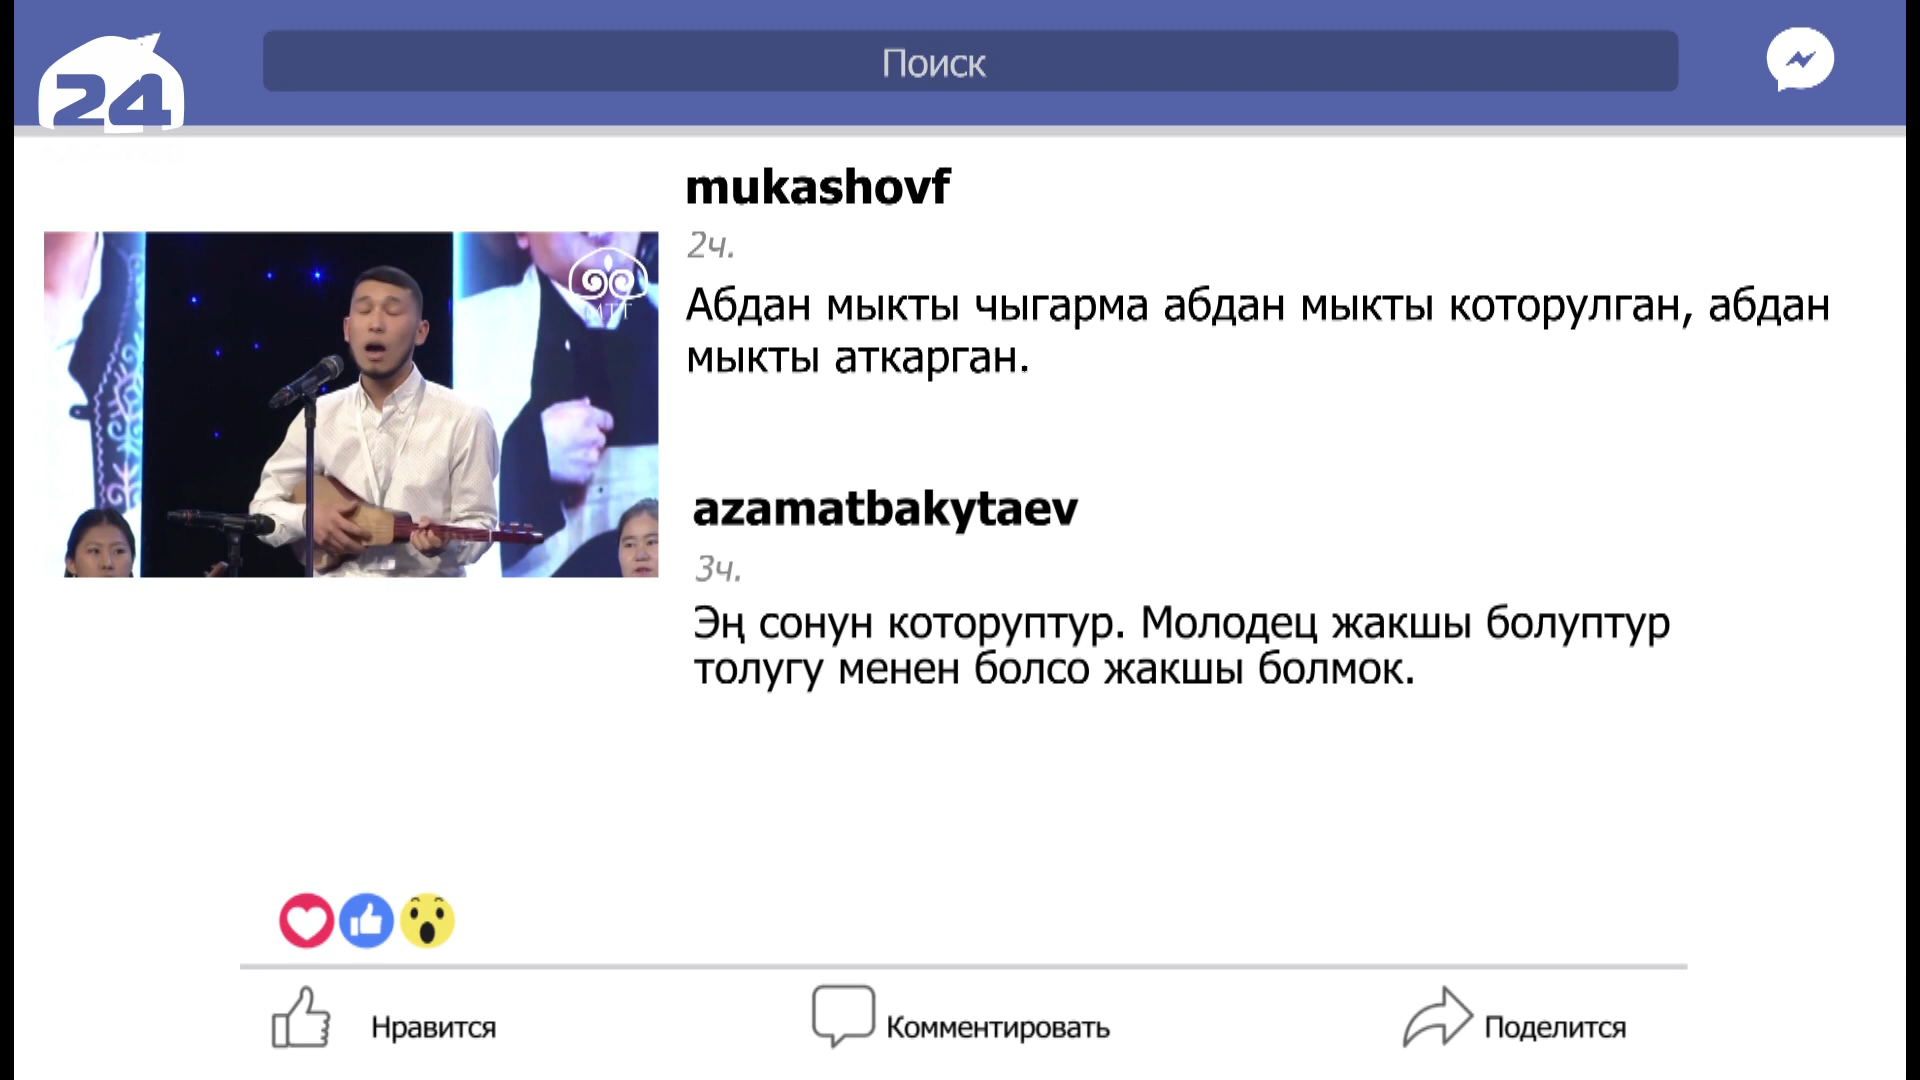 24
Поиск
mukashovf
2ч.
Абдан мыкты чыгарма абдан мыкты которулган, абдан
мыкты аткарган.
МТТ
azamatbakytaev
3ч.
Эң сонун которуптур. Молодец жакшы болуптур
толугу менен болсо жакшы болмок.
Нравится
Комментировать
Поделится